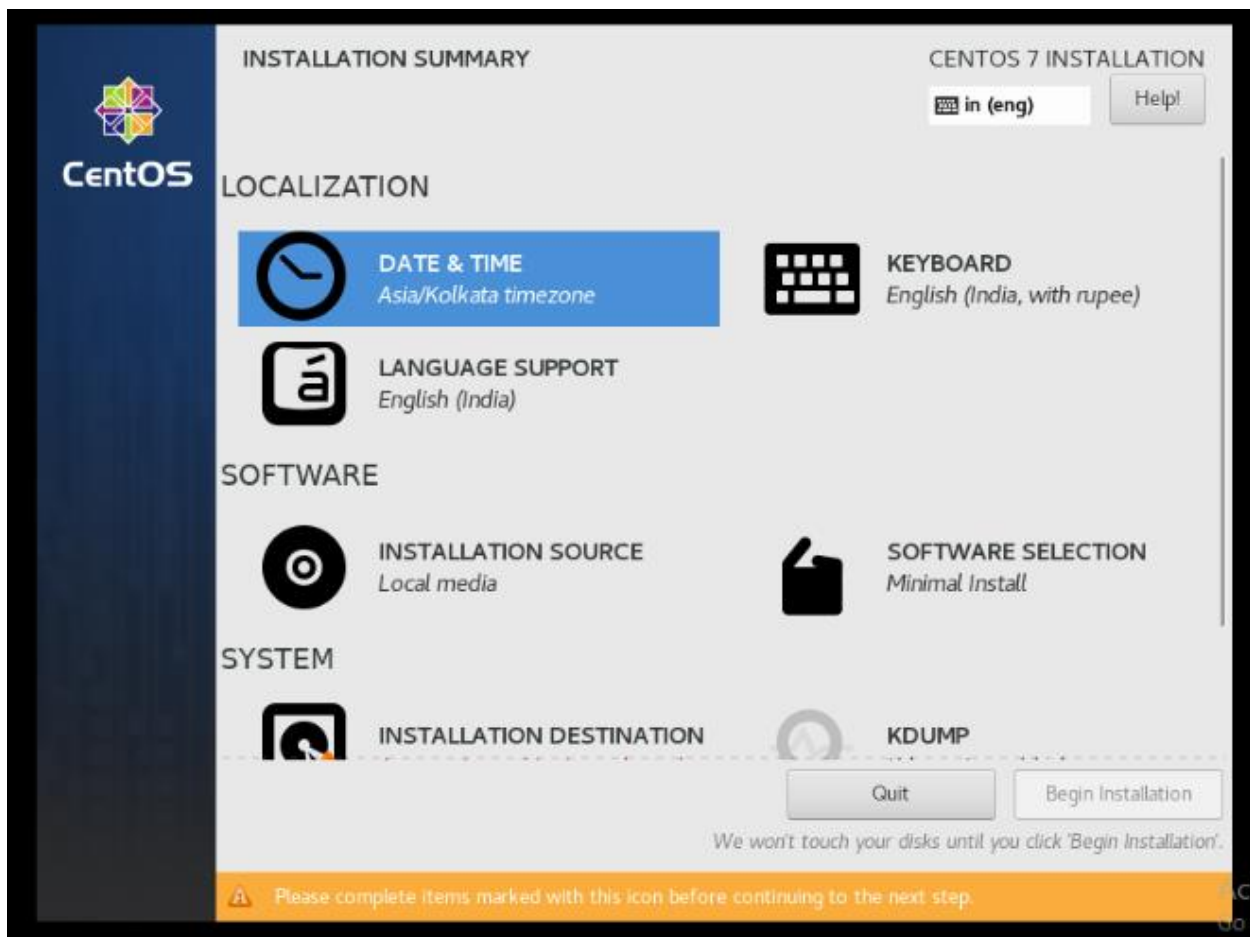 INSTALLATION SUMMARY
CENTOS 7 INSTALLATION
in (eng)
Help!
CentOS
LOCALIZATION
DATE & TIME
Asia/Kolkata timezone
KEYBOARD
English (India, with rupee)
á
LANGUAGE SUPPORT
English (India)
SOFTWARE
INSTALLATION SOURCE
Local media
SOFTWARE SELECTION
Minimal Install
SYSTEM
INSTALLATION DESTINATION
KDUMP
Quit
Begin Installation
We won't touch your disks until you click 'Begin Installation'.
Please complete items marked with this icon before continuing to the next step.
AC
Go